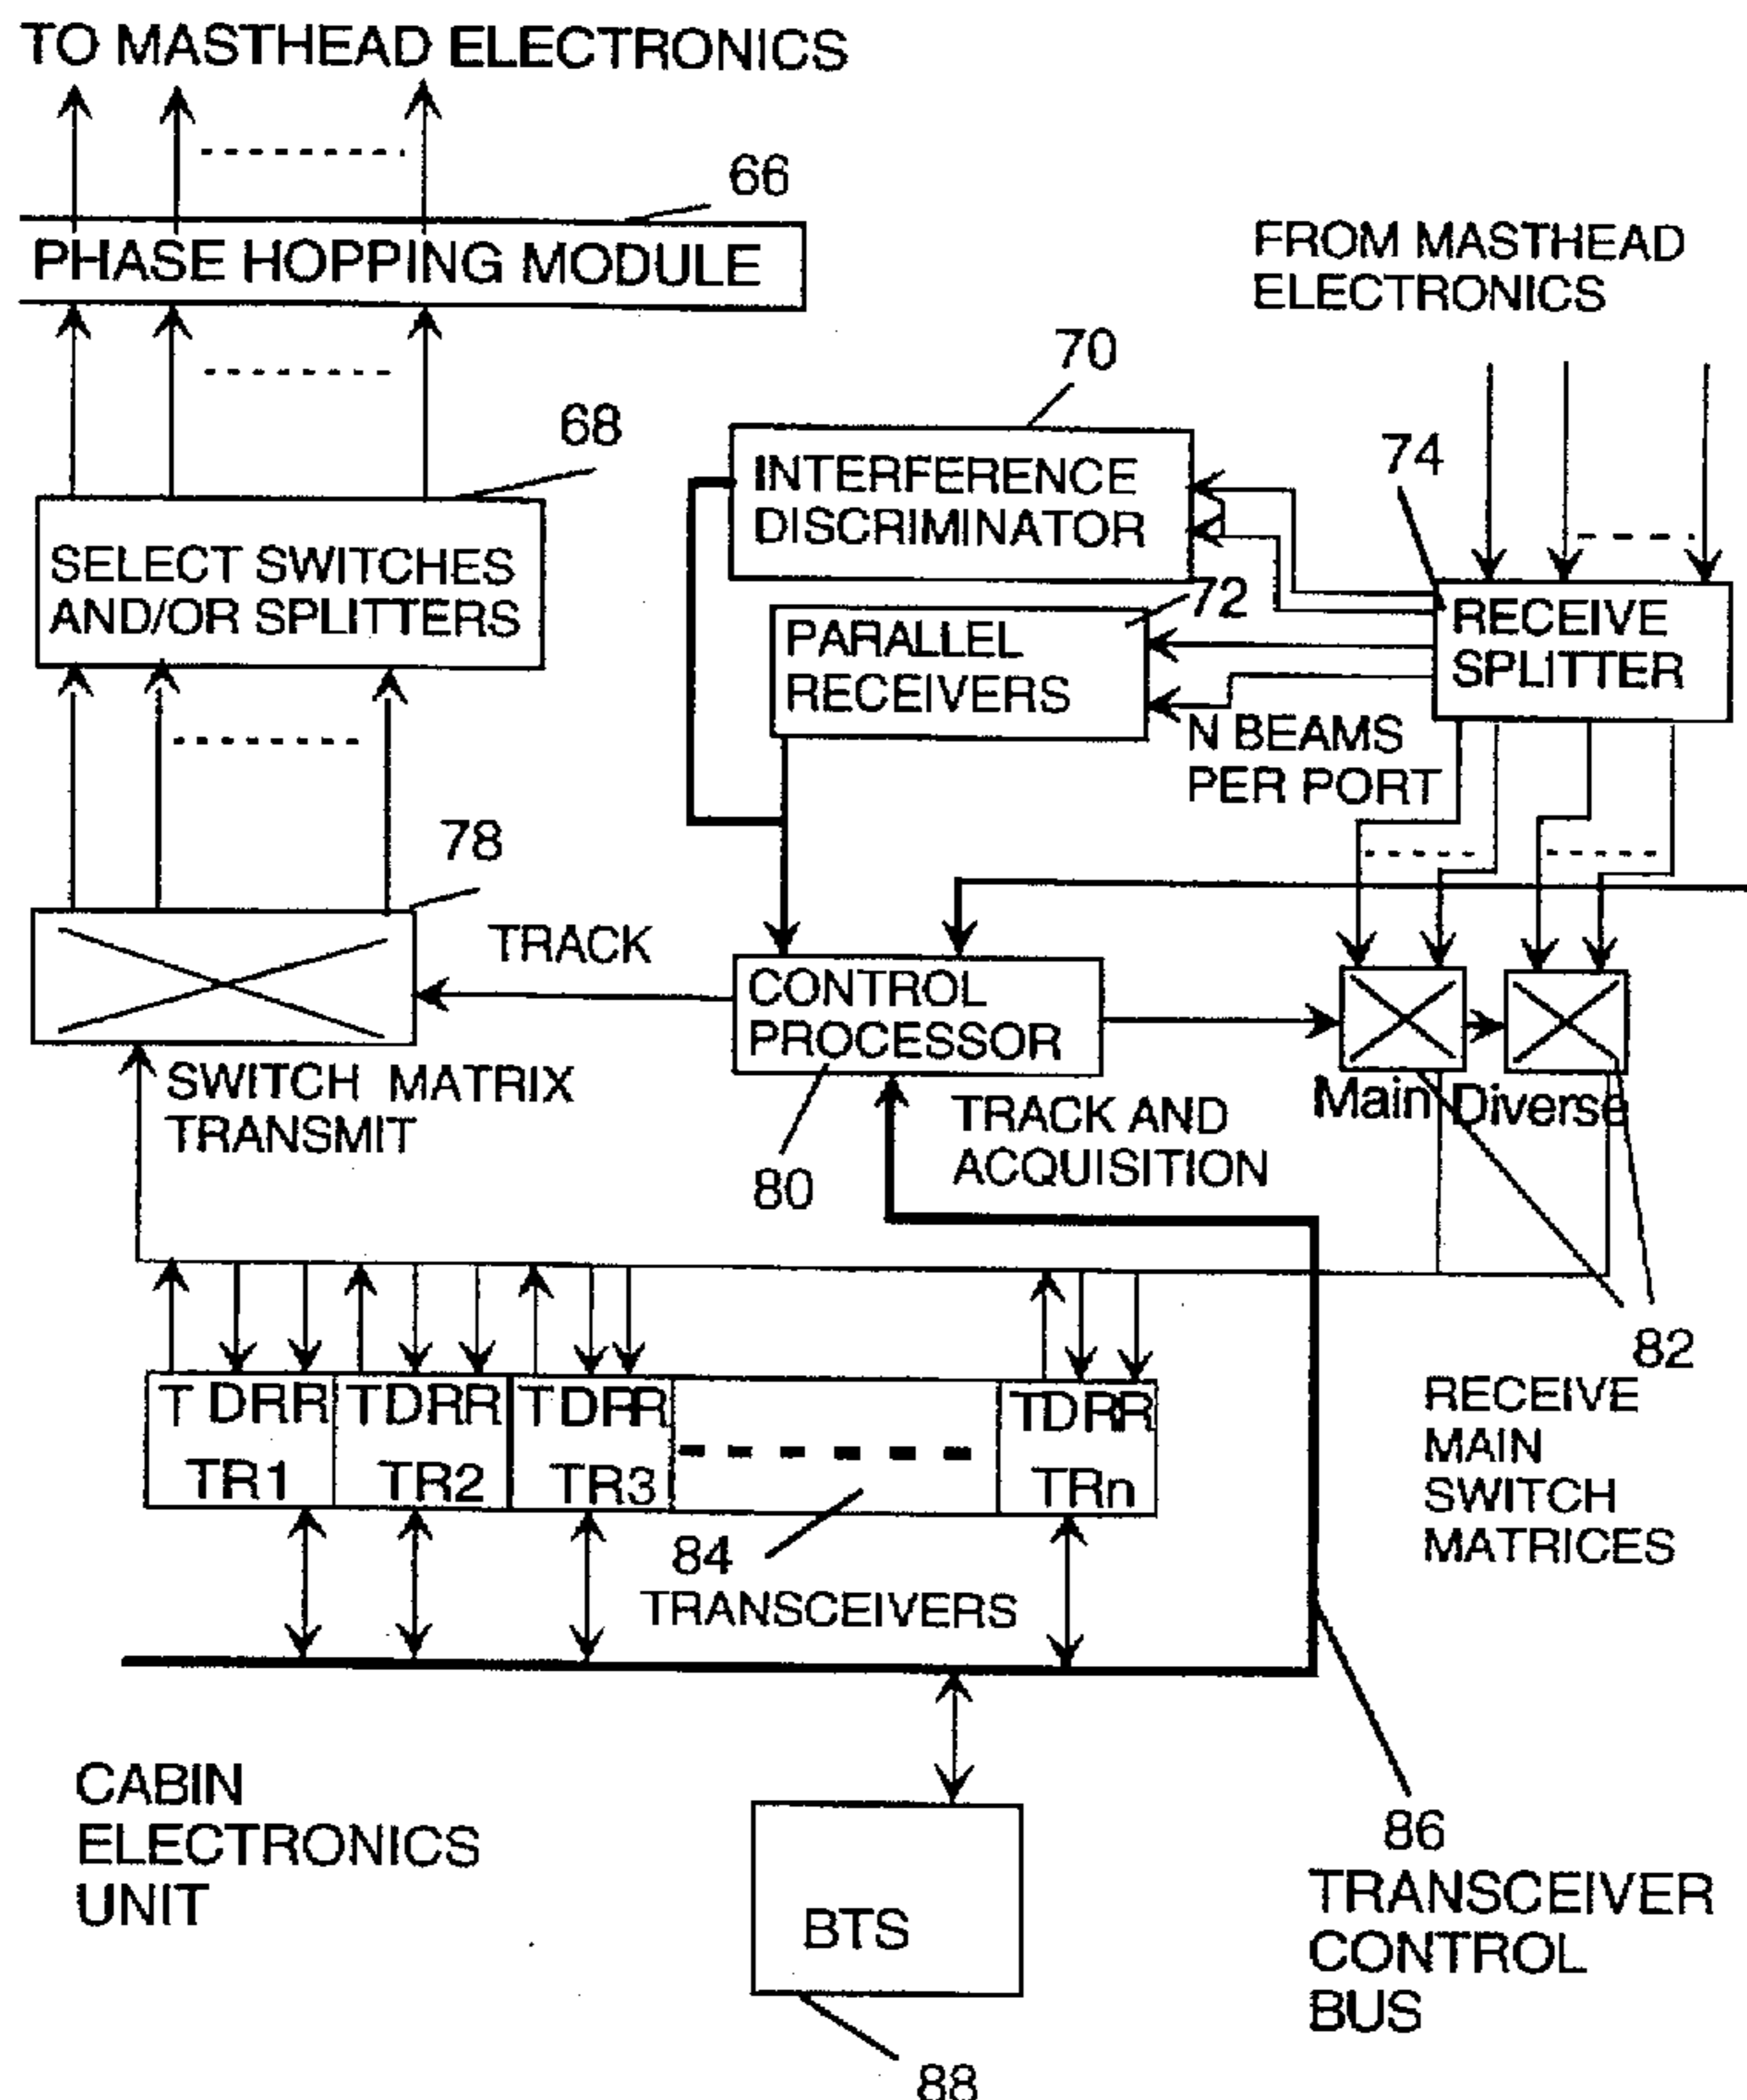 TO MASTHEAD ELECTRONICS
66
PHASE HOPPING MODULE
FROM MASTHEAD
ELECTRONICS
70
68
74
INTERFERENCE
DISCRIMINATOR
SELECT SWITCHES
AND/OR SPLITTERS
72
PARALLEL
RECEIVERS
RECEIVE
SPLITTER
N BEAMS
PER PORT
78
TRACK
CONTROL
PROCESSOR
SWITCH MATRIX
TRANSMIT
Main
Diverse
TRACK AND
ACQUISITION
80
82
RECEIVE
MAIN
SWITCH
MATRICES
T DRR
TR1
TDRR
TR2
TDRR
TR3
TDRR
TRn
84
TRANSCEIVERS
CABIN
ELECTRONICS
UNIT
BTS
86
TRANSCEIVER
CONTROL
BUS
88